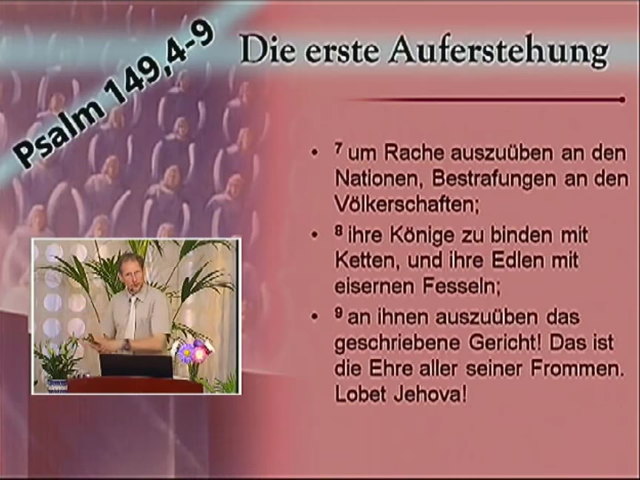 Psalm 149,4-9
Die erste Auferstehung
• 7 um Rache auszuüben an den
Nationen, Bestrafungen an den
Völkerschaften;
• 8 ihre Könige zu binden mit
Ketten, und ihre Edlen mit
eisernen Fesseln;
• 9 an ihnen auszuüben das
geschriebene Gericht! Das ist
die Ehre aller seiner Frommen.
Lobet Jehova!